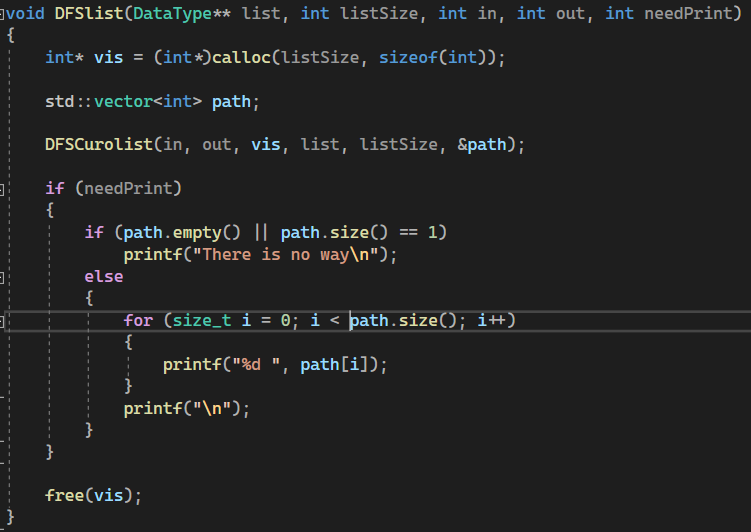 void DFSlist(DataType** list, int listSize, int in, int out, int needPrint)
{
    int* vis = (int*)calloc(listSize, sizeof(int));
    std::vector<int> path;
    DFSCurolist(in, out, vis, list, listSize, &path);
    if (needPrint)
    {
        if (path.empty() || path.size() == 1)
            printf("There is no way\n");
        else
        {
            for (size_t i = 0; i < path.size(); i++)
            {
                printf("%d ", path[i]);
            }
            printf("\n");
        }
    }
    free(vis);
}